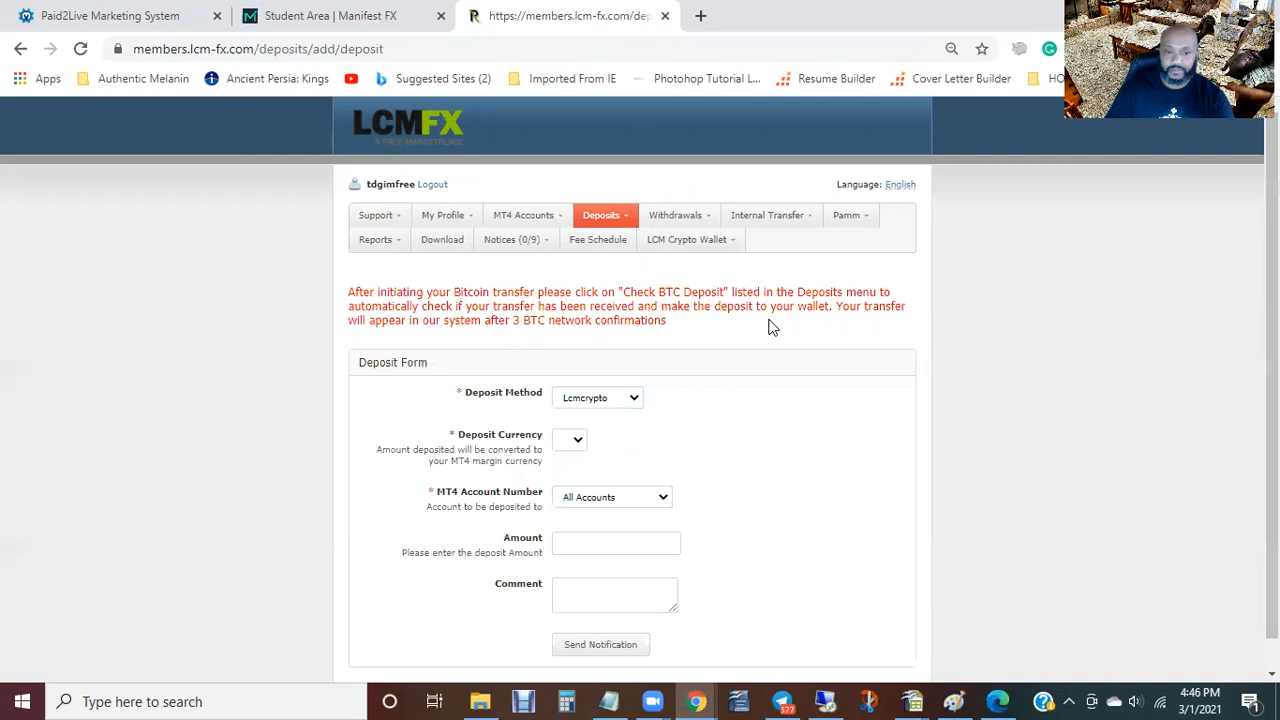 Paid2Live Marketing System
Student Area | Manifest FX
https://members.lcm-fx.com/dep
members.lcm-fx.com/deposits/add/deposit
Apps
Authentic Melanin
Ancient Persia: Kings
Suggested Sites (2)
Imported From IE
Photohop Tutorial L...
Resume Builder
Cover Letter Builder
HO
LCMFX
A TRUE MARKETPLACE
tdgimfree Logout
Language: English
Support
My Profile
MT4 Accounts
Deposits
Withdrawals
Internal Transfer
Pamm
Reports
Download
Notices (0/9)
Fee Schedule
LCM Crypto Wallet
After initiating your Bitcoin transfer please click on "Check BTC Deposit" listed in the Deposits menu to
automatically check if your transfer has been received and make the deposit to your wallet. Your transfer
will appear in our system after 3 BTC network confirmations
Deposit Form
* Deposit Method
Lcmcrypto
* Deposit Currency
Amount deposited will be converted to
your MT4 margin currency
* MT4 Account Number
All Accounts
Account to be deposited to
Amount
Please enter the deposit Amount
Comment
Send Notification
Type here to search
577
4:46 PM
3/1/2021
1